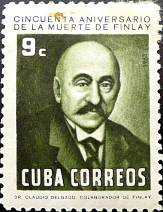 CINCUENTA ANIVERSARIO
DE LA MUERTE DE FINLAY
9c
CUBA CORREOS
DR. CLAUDIO DELGADO, COLABORADOR DE FINLAY